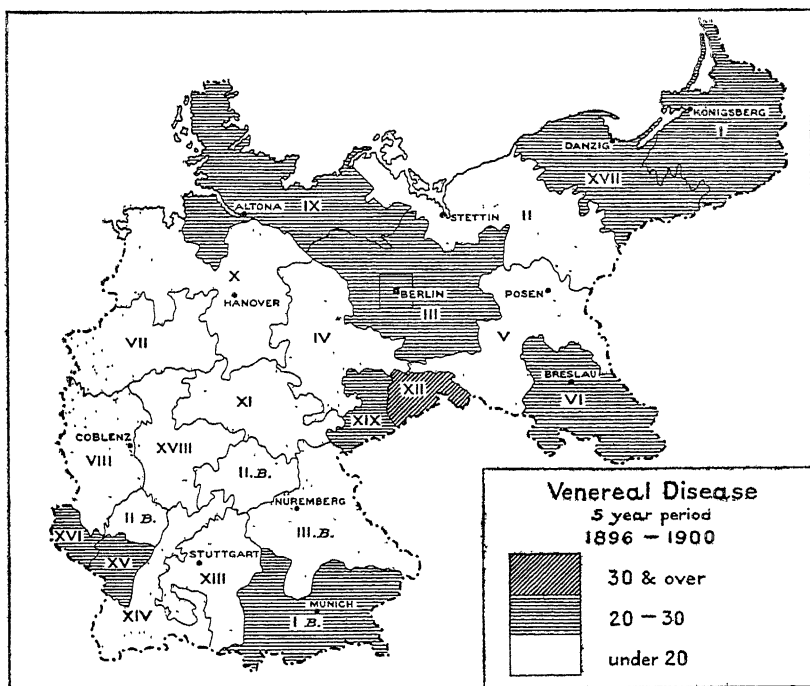 KÖNIGSBERG
I
DANZIG
XVII
ALTONA
IX
STETTIN
II
X
HANOVER
BERLIN
III
POSEN
V
VII
IV
BRESLAU
VI
XI
XII
XIX
COBLENZ
VIII
XVIII
II.B.
NUREMBERG
III.B.
II B.
XVI
XV
STUTTGART
XIII
XIV
MUNICH
I B.
Venereal Disease
5 year period
1896 – 1900
30 & over
20 – 30
under 20